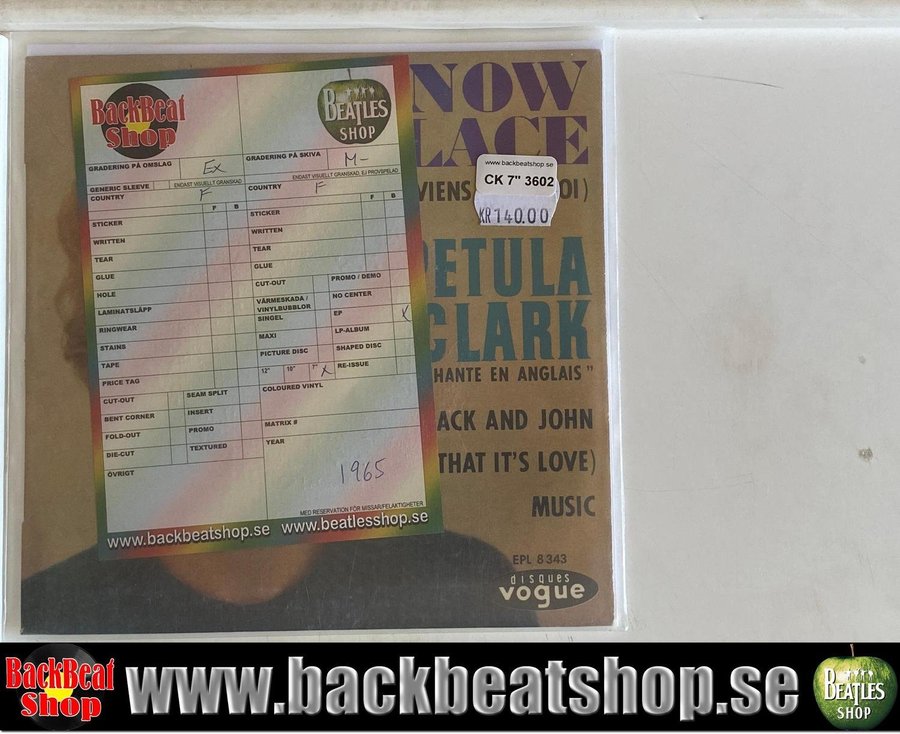 NOW
LACE
VIENS
OI)
www.backbeatshop.se
CK 7" 3602
KR140.00
PETULA
CLARK
HANTE EN ANGLAIS"
ACK AND JOHN
THAT IT'S LOVE)
MUSIC
EPL 8343
disques
vogue
BackBeat
Shop
BEATLES
SHOP
GRADERING PÅ OMSLAG
Ex
GENERIC SLEEVE
ENDAST VISUELLT GRANSKAD
COUNTRY
F
F B
STICKER
WRITTEN
TEAR
GLUE
HOLE
LAMINATSLÄPP
RINGWEAR
STAINS
TAPE
PRICE TAG
CUT-OUT
SEAM SPLIT
BENT CORNER
INSERT
FOLD-OUT
PROMO
DIE-CUT
TEXTURED
ÖVRIGT
GRADERING PÅ SKIVA
M-
ENDAST VISUELLT GRANSKAD, EJ PROVSPELAD
COUNTRY
F
F B
STICKER
WRITTEN
TEAR
GLUE
CUT-OUT
PROMO / DEMO
VÄRMESKADA /
VINYLBUBBLOR
NO CENTER
SINGEL
EP X
MAXI
LP-ALBUM
PICTURE DISC
SHAPED DISC
12" 10" 7" X
RE-ISSUE
COLOURED VINYL
MATRIX #
YEAR
1965
MED RESERVATION FÖR MISSAR/FELAKTIGHETER
www.backbeatshop.se www.beatlesshop.se
BackBeat
Shop
www.backbeatshop.se
BEATLES
SHOP